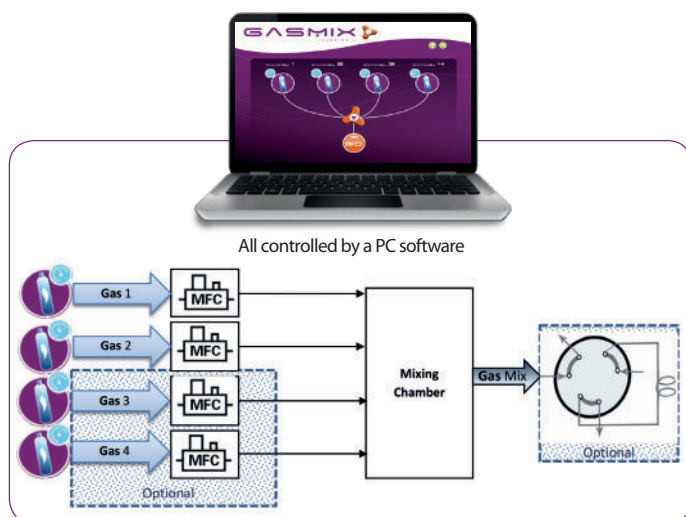 GASMIX
All controlled by a PC software
Gas 1
MFC
Gas 2
MFC
Mixing
Chamber
Gas Mix
Gas 3
MFC
Gas 4
MFC
Optional
Optional